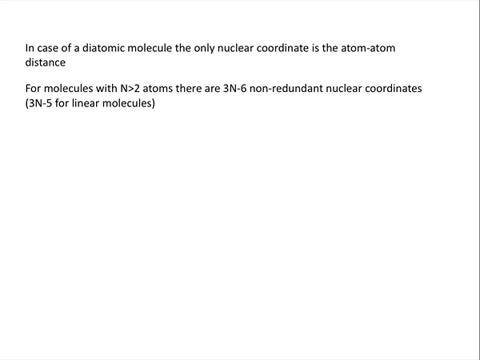 In case of a diatomic molecule the only nuclear coordinate is the atom-atom
distance
For molecules with N>2 atoms there are 3N-6 non-redundant nuclear coordinates
(3N-5 for linear molecules)